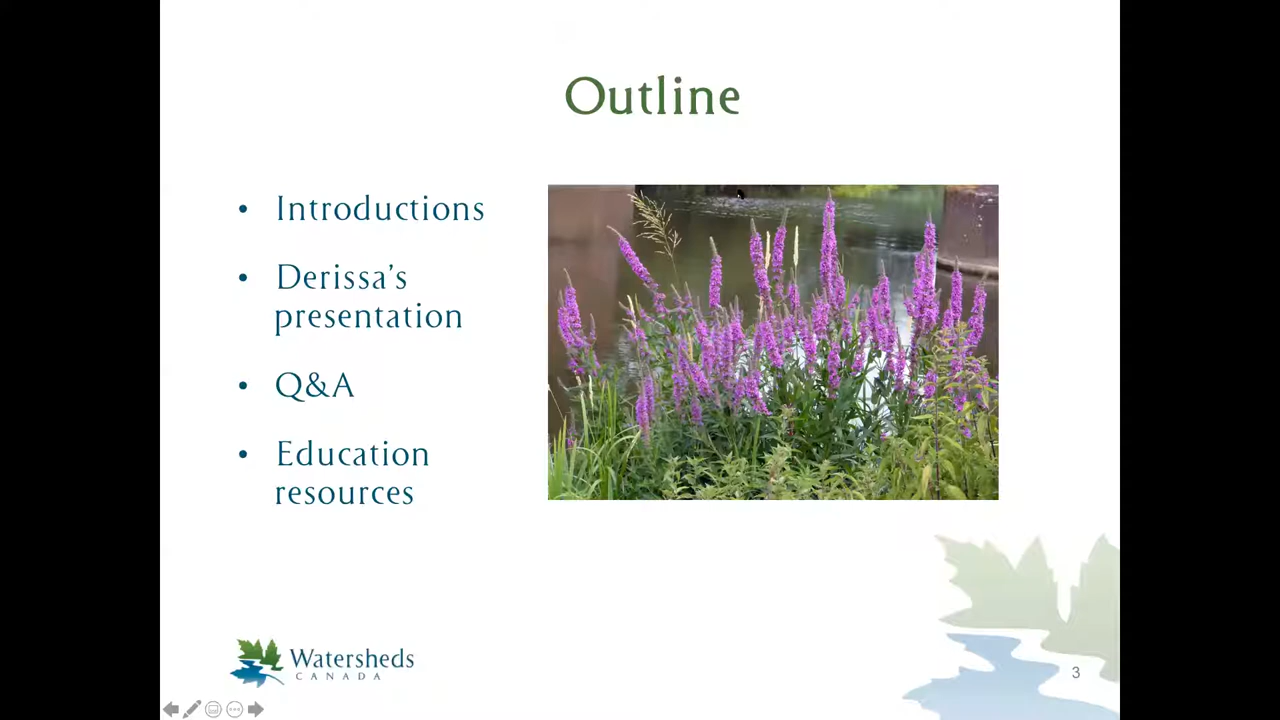 Outline
• Introductions
• Derissa’s
presentation
• Q&A
• Education
resources
Watersheds
CANADA
3